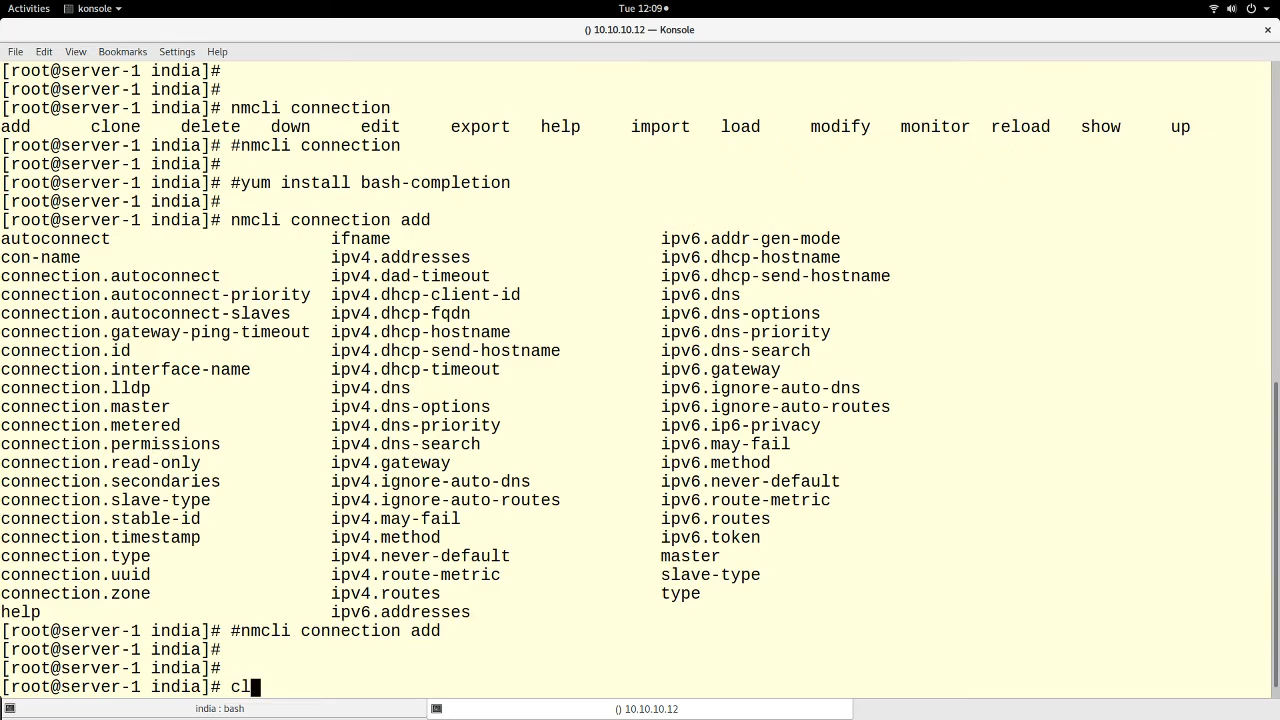 Activities konsole Tue 12:09
() 10.10.10.12 — Konsole
File Edit View Bookmarks Settings Help
[root@server-1 india]#
[root@server-1 india]#
[root@server-1 india]# nmcli connection
add clone delete down edit export help import load modify monitor reload show up
[root@server-1 india]# #nmcli connection
[root@server-1 india]#
[root@server-1 india]# #yum install bash-completion
[root@server-1 india]#
[root@server-1 india]# nmcli connection add
autoconnect ifname ipv6.addr-gen-mode
con-name ipv4.addresses ipv6.dhcp-hostname
connection.autoconnect ipv4.dad-timeout ipv6.dhcp-send-hostname
connection.autoconnect-priority ipv4.dhcp-client-id ipv6.dns
connection.autoconnect-slaves ipv4.dhcp-fqdn ipv6.dns-options
connection.gateway-ping-timeout ipv4.dhcp-hostname ipv6.dns-priority
connection.id ipv4.dhcp-send-hostname ipv6.dns-search
connection.interface-name ipv4.dhcp-timeout ipv6.gateway
connection.lldp ipv4.dns ipv6.ignore-auto-dns
connection.master ipv4.dns-options ipv6.ignore-auto-routes
connection.metered ipv4.dns-priority ipv6.ip6-privacy
connection.permissions ipv4.dns-search ipv6.may-fail
connection.read-only ipv4.gateway ipv6.method
connection.secondaries ipv4.ignore-auto-dns ipv6.never-default
connection.slave-type ipv4.ignore-auto-routes ipv6.route-metric
connection.stable-id ipv4.may-fail ipv6.routes
connection.timestamp ipv4.method ipv6.token
connection.type ipv4.never-default master
connection.uuid ipv4.route-metric slave-type
connection.zone ipv4.routes type
help ipv6.addresses
[root@server-1 india]# #nmcli connection add
[root@server-1 india]#
[root@server-1 india]#
[root@server-1 india]# cl
india : bash () 10.10.10.12